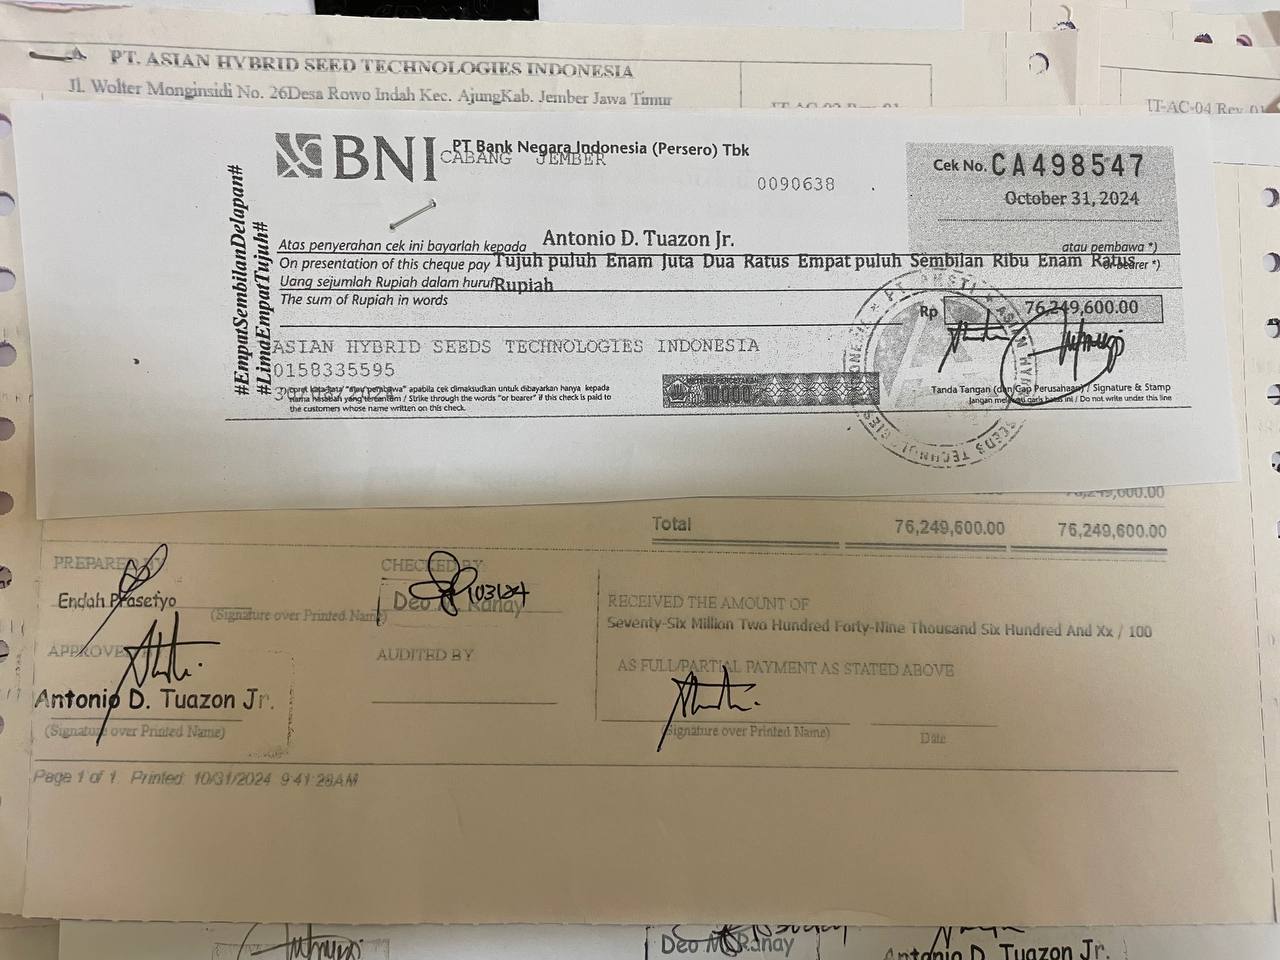 PT. ASIAN HYBRID SEED TECHNOLOGIES INDONESIA
Jl. Wolter Monginsidi No. 26Desa Rowo Indah Kec. AjungKab. Jember Jawa Timur
IT-AC-04 Rev. 01
#EmpatSembilanDelapan#
#LimaEmpatTujuh#
BNI
PT Bank Negara Indonesia (Persero) Tbk
CABANG JEMBER
0090638
Cek No. CA498547
October 31, 2024
Atas penyerahan cek ini bayarlah kepada Antonio D. Tuazon Jr. atau pembawa *)
On presentation of this cheque pay Tujuh puluh Enam Juta Dua Ratus Empat puluh Sembilan Ribu Enam Ratus or bearer *)
Uang sejumlah Rupiah dalam huruf Rupiah
The sum of Rupiah in words
Rp 76,249,600.00
ASIAN HYBRID SEEDS TECHNOLOGIES INDONESIA
0158335595
"atau pembawa" apabila cek dimaksudkan untuk dibayarkan hanya kepada
nama nasabah yang tercantum / Strike through the words "or bearer" if this check is paid to
the customers whose name written on this check.
10000
Tanda Tangan (dan Cap Perusahaan) / Signature & Stamp
Jangan menulis di garis batas ini / Do not write under this line
76,249,600.00
Total 76,249,600.00 76,249,600.00
PREPARED BY
Endah Prasetyo
(Signature over Printed Name)
CHECKED BY
Deo M. Ranay
103124
APPROVED
Antonio D. Tuazon Jr.
(Signature over Printed Name)
AUDITED BY
RECEIVED THE AMOUNT OF
Seventy-Six Million Two Hundred Forty-Nine Thousand Six Hundred And Xx / 100
AS FULL/PARTIAL PAYMENT AS STATED ABOVE
(Signature over Printed Name)
Date
Page 1 of 1 Printed: 10/31/2024 9:41:28AM
Deo M. Ranay
Antonio D. Tuazon Jr.